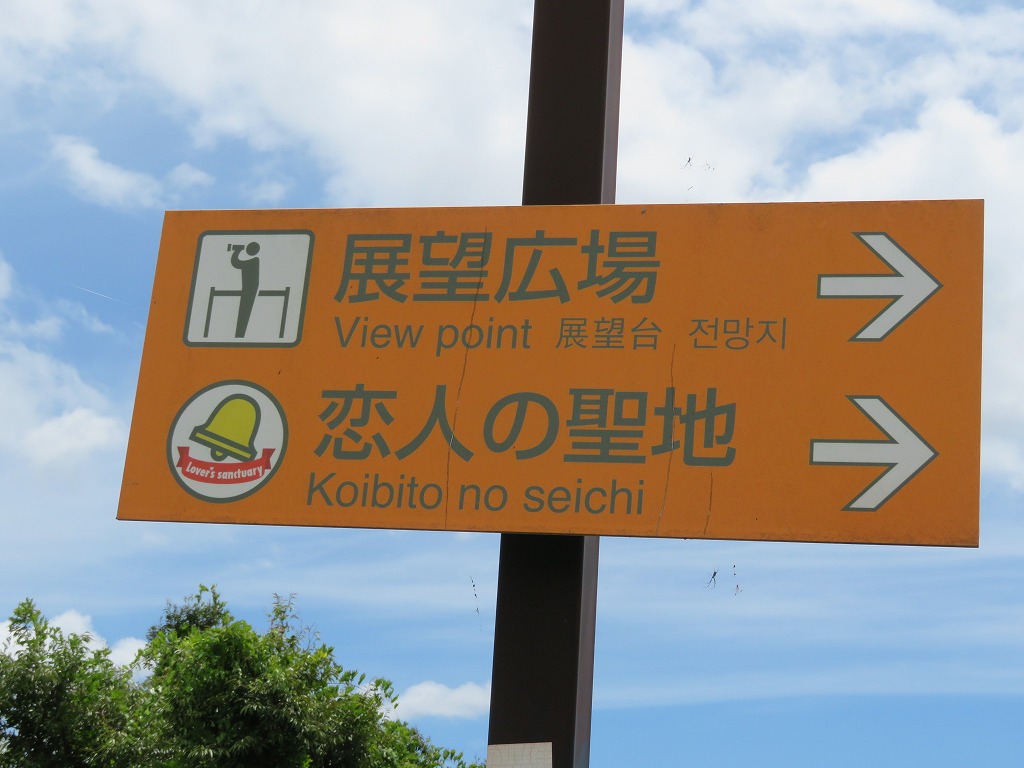 展望広場
View point 展望台 전망지
恋人の聖地
Lover's sanctuary
Koibito no seichi